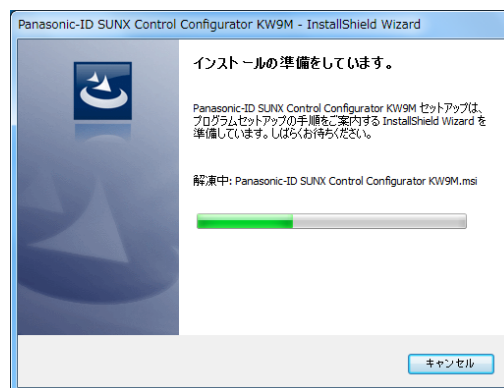 Panasonic-ID SUNX Control Configurator KW9M - InstallShield Wizard
インストールの準備をしています。
Panasonic-ID SUNX Control Configurator KW9M セットアップは、
プログラムセットアップの手順をご案内する InstallShield Wizard を
準備しています。しばらくお待ちください。
解凍中: Panasonic-ID SUNX Control Configurator KW9M.msi
キャンセル